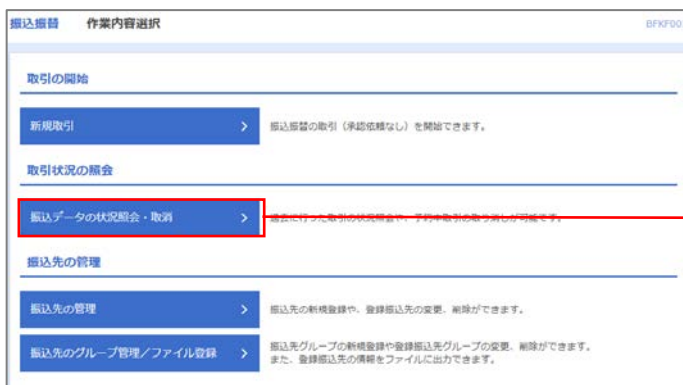 振込振替 作業内容選択 BFKF00
取引の開始
新規取引
振込振替の取引（承認依頼なし）を開始できます。
取引状況の照会
振込データの状況照会・取消
過去に行った取引の状況照会や、予約中取引の取り消しが可能です。
振込先の管理
振込先の管理
振込先の新規登録や、登録振込先の変更、削除ができます。
振込先のグループ管理／ファイル登録
振込先グループの新規登録や登録振込先グループの変更、削除ができます。
また、登録振込先の情報をファイルに出力できます。